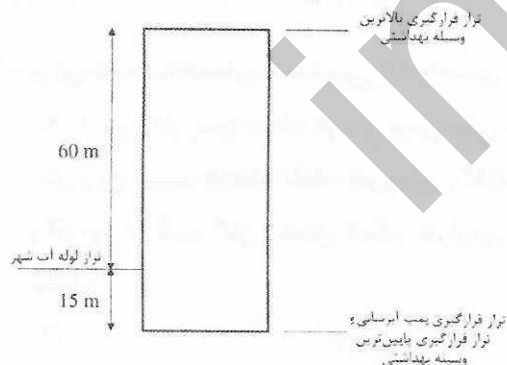 تراز قرارگیری بالاترین
وسیله بهداشتی
60 m
تراز لوله آب شهر
15 m
تراز قرارگیری پمپ آبرسانی و
تراز قرارگیری پایین‌ترین
وسیله بهداشتی
in